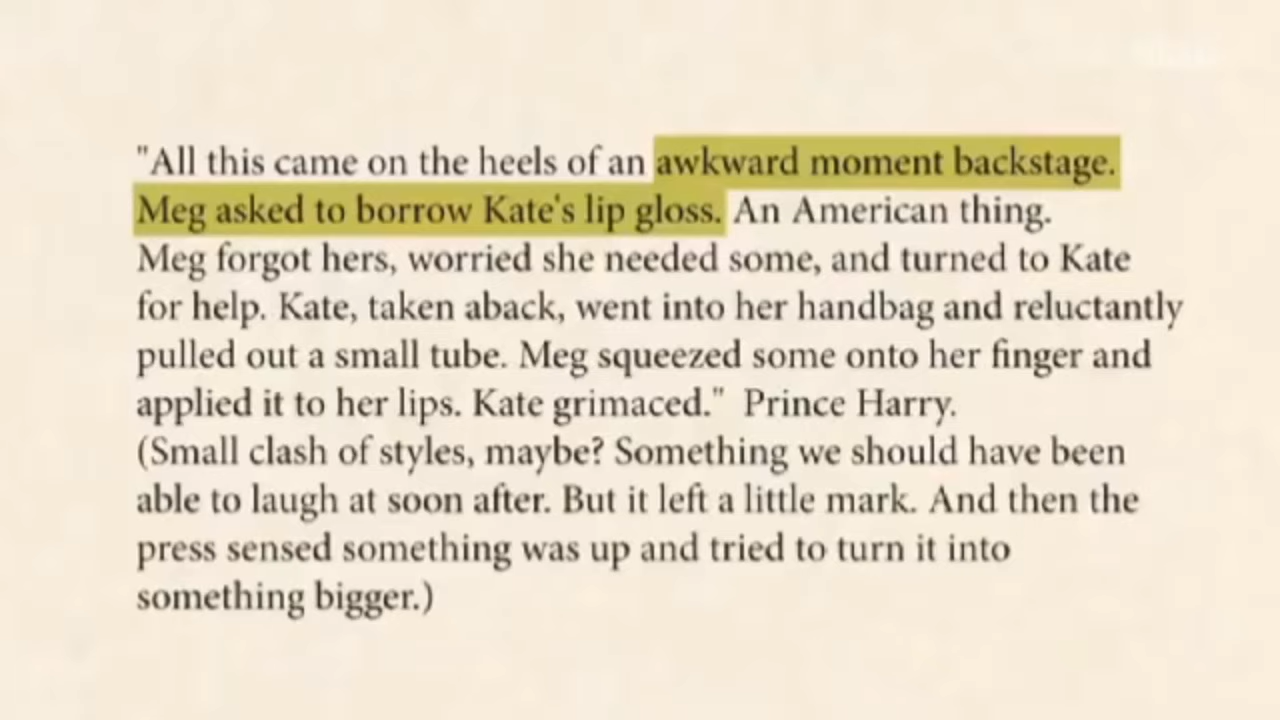 "All this came on the heels of an awkward moment backstage.
Meg asked to borrow Kate's lip gloss. An American thing.
Meg forgot hers, worried she needed some, and turned to Kate
for help. Kate, taken aback, went into her handbag and reluctantly
pulled out a small tube. Meg squeezed some onto her finger and
applied it to her lips. Kate grimaced." Prince Harry.
(Small clash of styles, maybe? Something we should have been
able to laugh at soon after. But it left a little mark. And then the
press sensed something was up and tried to turn it into
something bigger.)